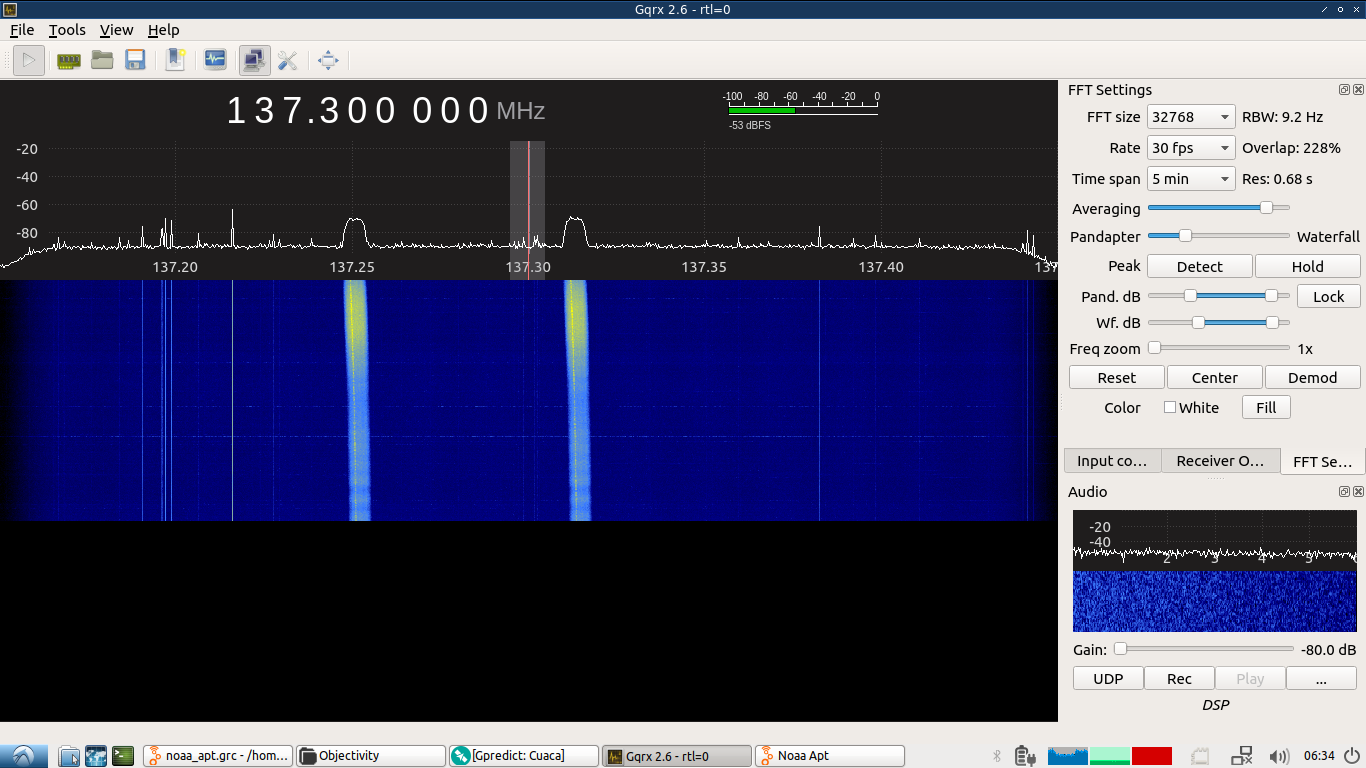 Gqrx 2.6 - rtl=0
File Tools View Help
137.300 000 MHz
-100 -80 -60 -40 -20 0
-53 dBFS
-20
-40
-60
-80
137.20 137.25 137.30 137.35 137.40 137
FFT Settings
FFT size 32768 RBW: 9.2 Hz
Rate 30 fps Overlap: 228%
Time span 5 min Res: 0.68 s
Averaging
Pandapter Waterfall
Peak Detect Hold
Pand. dB Lock
Wf. dB
Freq zoom 1x
Reset Center Demod
Color White Fill
Input co... Receiver O... FFT Se...
Audio
-20
-40
1 2 3 4 5
Gain: -80.0 dB
UDP Rec Play ...
DSP
noaa_apt.grc - /hom... Objectivity [Gpredict: Cuaca] Gqrx 2.6 - rtl=0 Noaa Apt 06:34